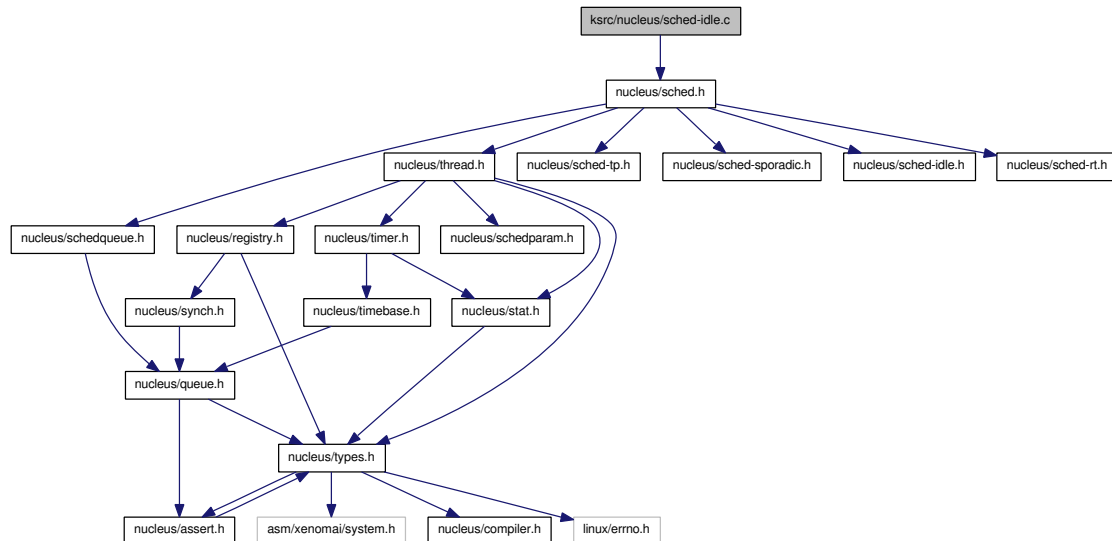 ksrc/nucleus/sched-idle.c
nucleus/sched.h
nucleus/thread.h
nucleus/sched-tp.h
nucleus/sched-sporadic.h
nucleus/sched-idle.h
nucleus/sched-rt.h
nucleus/schedqueue.h
nucleus/registry.h
nucleus/timer.h
nucleus/schedparam.h
nucleus/synch.h
nucleus/timebase.h
nucleus/stat.h
nucleus/queue.h
nucleus/types.h
nucleus/assert.h
asm/xenomai/system.h
nucleus/compiler.h
linux/errno.h